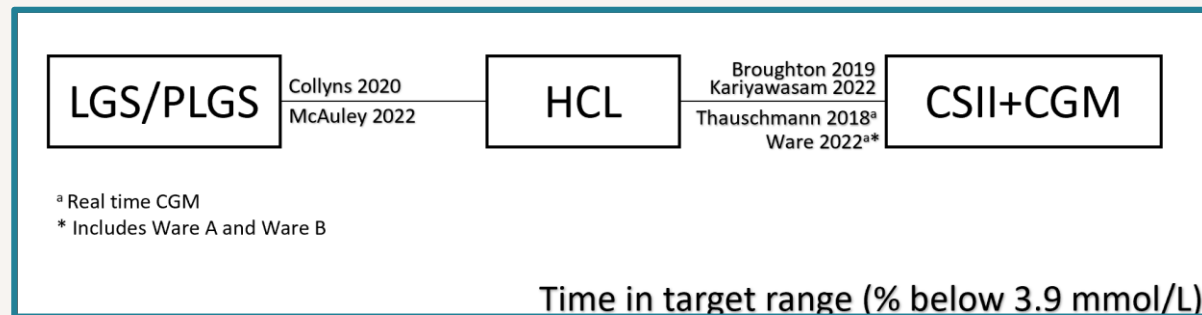 LGS/PLGS
Collyns 2020
McAuley 2022
HCL
Broughton 2019
Kariyawasam 2022
Thauschmann 2018ᵃ
Ware 2022ᵃ*
CSII+CGM
ᵃ Real time CGM
* Includes Ware A and Ware B
Time in target range (% below 3.9 mmol/L)